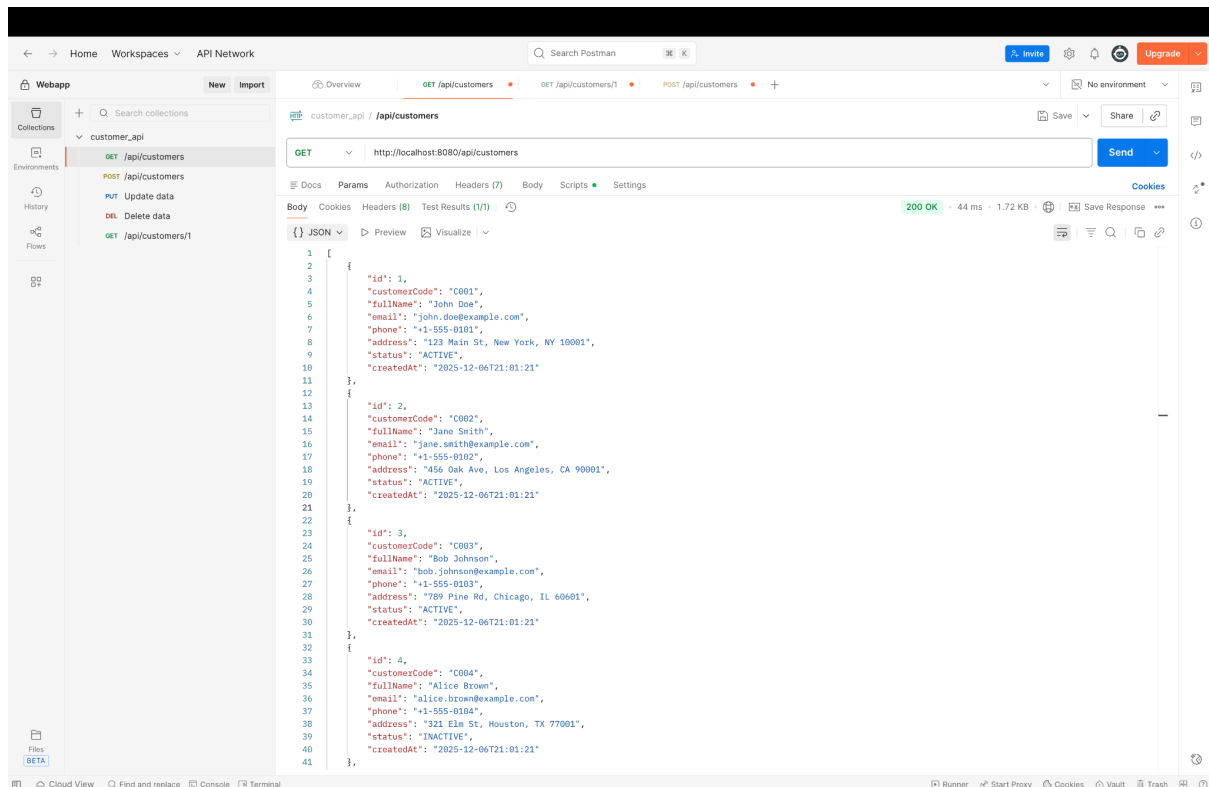 Home Workspaces API Network Search Postman ⌘ K Invite Upgrade
Webapp New Import Overview GET /api/customers GET /api/customers/1 POST /api/customers + No environment
Collections
Environments
History
Flows
Files
BETA
+ Search collections
customer_api
GET /api/customers
POST /api/customers
PUT Update data
DEL Delete data
GET /api/customers/1
HTTP customer_api / /api/customers Save Share
GET http://localhost:8080/api/customers Send
Docs Params Authorization Headers (7) Body Scripts Settings Cookies
Body Cookies Headers (8) Test Results (1/1) 200 OK 44 ms 1.72 KB Save Response
{} JSON Preview Visualize
1 [
2 {
3 "id": 1,
4 "customerCode": "C001",
5 "fullName": "John Doe",
6 "email": "john.doe@example.com",
7 "phone": "+1-555-0101",
8 "address": "123 Main St, New York, NY 10001",
9 "status": "ACTIVE",
10 "createdAt": "2025-12-06T21:01:21"
11 },
12 {
13 "id": 2,
14 "customerCode": "C002",
15 "fullName": "Jane Smith",
16 "email": "jane.smith@example.com",
17 "phone": "+1-555-0102",
18 "address": "456 Oak Ave, Los Angeles, CA 90001",
19 "status": "ACTIVE",
20 "createdAt": "2025-12-06T21:01:21"
21 },
22 {
23 "id": 3,
24 "customerCode": "C003",
25 "fullName": "Bob Johnson",
26 "email": "bob.johnson@example.com",
27 "phone": "+1-555-0103",
28 "address": "789 Pine Rd, Chicago, IL 60601",
29 "status": "ACTIVE",
30 "createdAt": "2025-12-06T21:01:21"
31 },
32 {
33 "id": 4,
34 "customerCode": "C004",
35 "fullName": "Alice Brown",
36 "email": "alice.brown@example.com",
37 "phone": "+1-555-0104",
38 "address": "321 Elm St, Houston, TX 77001",
39 "status": "INACTIVE",
40 "createdAt": "2025-12-06T21:01:21"
41 },
Cloud View Find and replace Console Terminal Runner Start Proxy Cookies Vault Trash